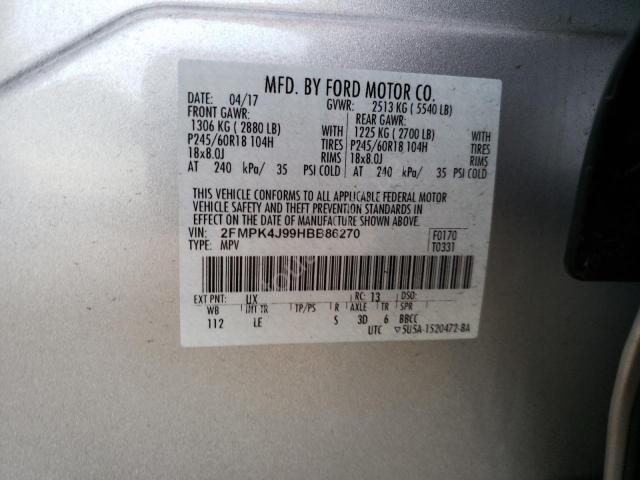 MFD. BY FORD MOTOR CO.
DATE: 04/17 GVWR: 2513 KG (5540 LB)
FRONT GAWR: REAR GAWR:
1306 KG (2880 LB) 1225 KG (2700 LB)
P245/60R18 104H TIRES P245/60R18 104H TIRES
18x8.0J RIMS 18x8.0J RIMS
AT 240 kPa/ 35 PSI COLD AT 240 kPa/ 35 PSI COLD
THIS VEHICLE CONFORMS TO ALL APPLICABLE FEDERAL MOTOR
VEHICLE SAFETY AND THEFT PREVENTION STANDARDS IN
EFFECT ON THE DATE OF MANUFACTURE SHOWN ABOVE.
VIN: 2FMPK4J99HBB86270 F0170
TYPE: MPV T0331
EXT PNT: UX RC: 13 DSO:
WB INT TR TP/PS R AXLE TR SPR
112 LE S 3D 6 BBCC
UTC ▽5U5A-1520472-BA